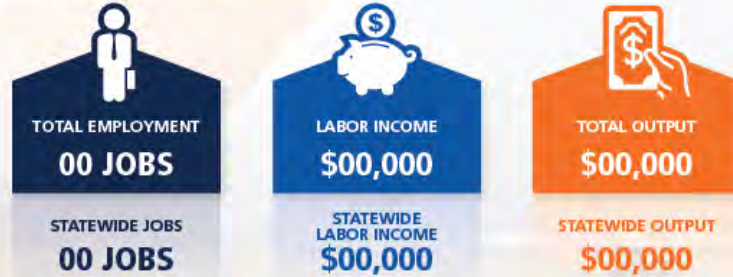 $
$
TOTAL EMPLOYMENT
00 JOBS
LABOR INCOME
$00,000
TOTAL OUTPUT
$00,000
STATEWIDE JOBS
00 JOBS
STATEWIDE
LABOR INCOME
$00,000
STATEWIDE OUTPUT
$00,000